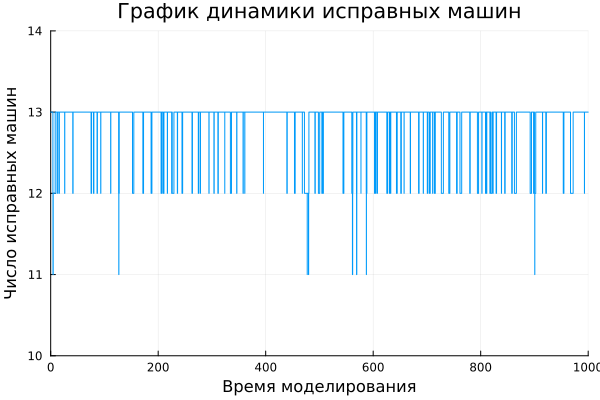 График динамики исправных машин
14
13
12
11
10
Число исправных машин
0 200 400 600 800 1000
Время моделирования